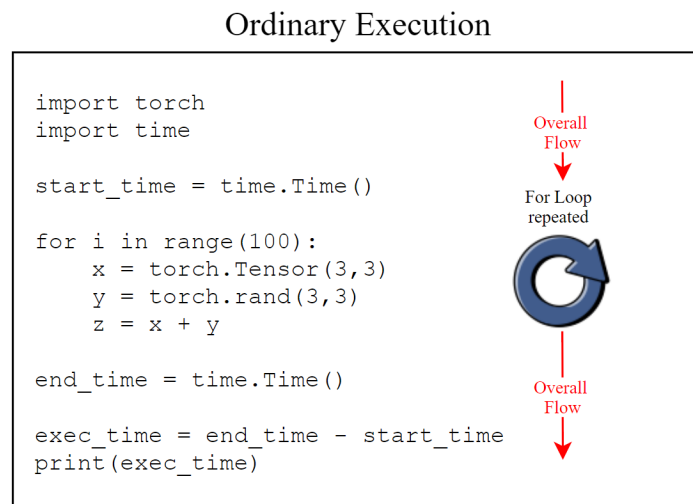 Ordinary Execution
import torch
import time
start_time = time.Time()
for i in range(100):
    x = torch.Tensor(3,3)
    y = torch.rand(3,3)
    z = x + y
end_time = time.Time()
exec_time = end_time - start_time
print(exec_time)
Overall
Flow
For Loop
repeated
Overall
Flow